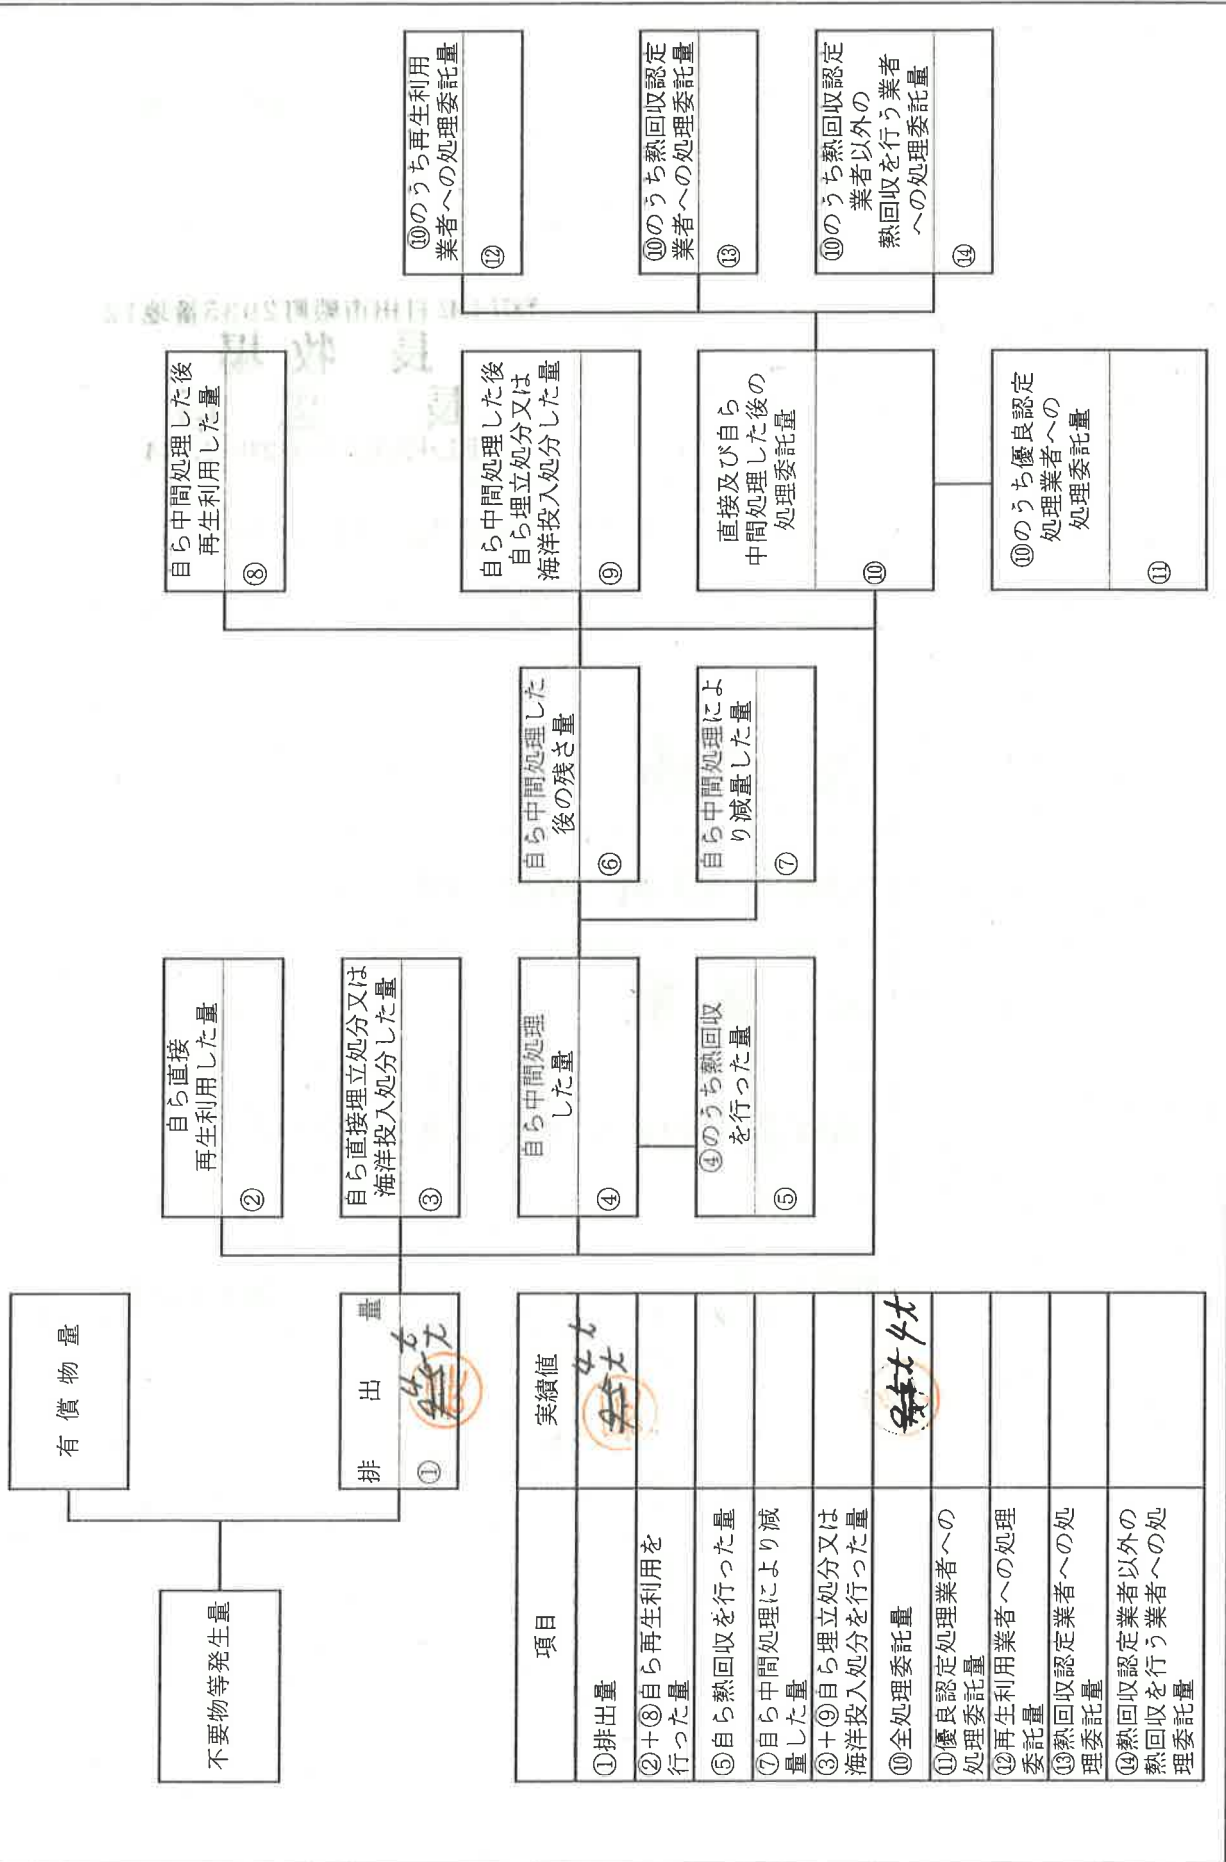 不要物等発生量
有償物量
排出量
①
4t
自ら直接
再生利用した量
②
自ら直接埋立処分又は
海洋投入処分した量
③
自ら中間処理
した量
④
④のうち熱回収
を行った量
⑤
自ら中間処理した
後の残さ量
⑥
自ら中間処理によ
り減量した量
⑦
自ら中間処理した後
再生利用した量
⑧
自ら中間処理した後
自ら埋立処分又は
海洋投入処分した量
⑨
直接及び自ら
中間処理した後の
処理委託量
⑩
⑩のうち優良認定
処理業者への
処理委託量
⑪
⑩のうち再生利用
業者への処理委託量
⑫
⑩のうち熱回収認定
業者への処理委託量
⑬
⑩のうち熱回収認定
業者以外の
熱回収を行う業者
への処理委託量
⑭
項目 実績値
①排出量 4t
②+⑧自ら再生利用を
行った量
⑤自ら熱回収を行った量
⑦自ら中間処理により減
量した量
③+⑨自ら埋立処分又は
海洋投入処分を行った量
⑩全処理委託量 4t
⑪優良認定処理業者への
処理委託量
⑫再生利用業者への処理
委託量
⑬熱回収認定業者への処
理委託量
⑭熱回収認定業者以外の
熱回収を行う業者への処
理委託量